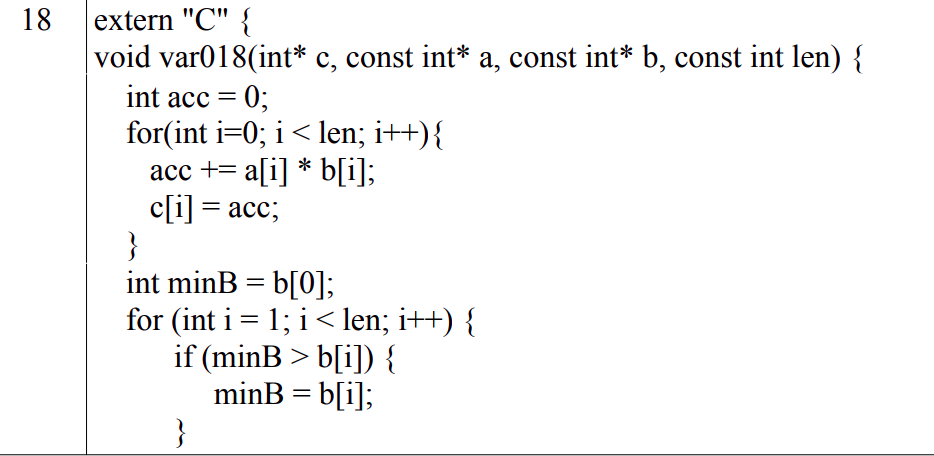 18 extern "C" {
void var018(int* c, const int* a, const int* b, const int len) {
int acc = 0;
for(int i=0; i < len; i++){
acc += a[i] * b[i];
c[i] = acc;
}
int minB = b[0];
for (int i = 1; i < len; i++) {
if (minB > b[i]) {
minB = b[i];
}